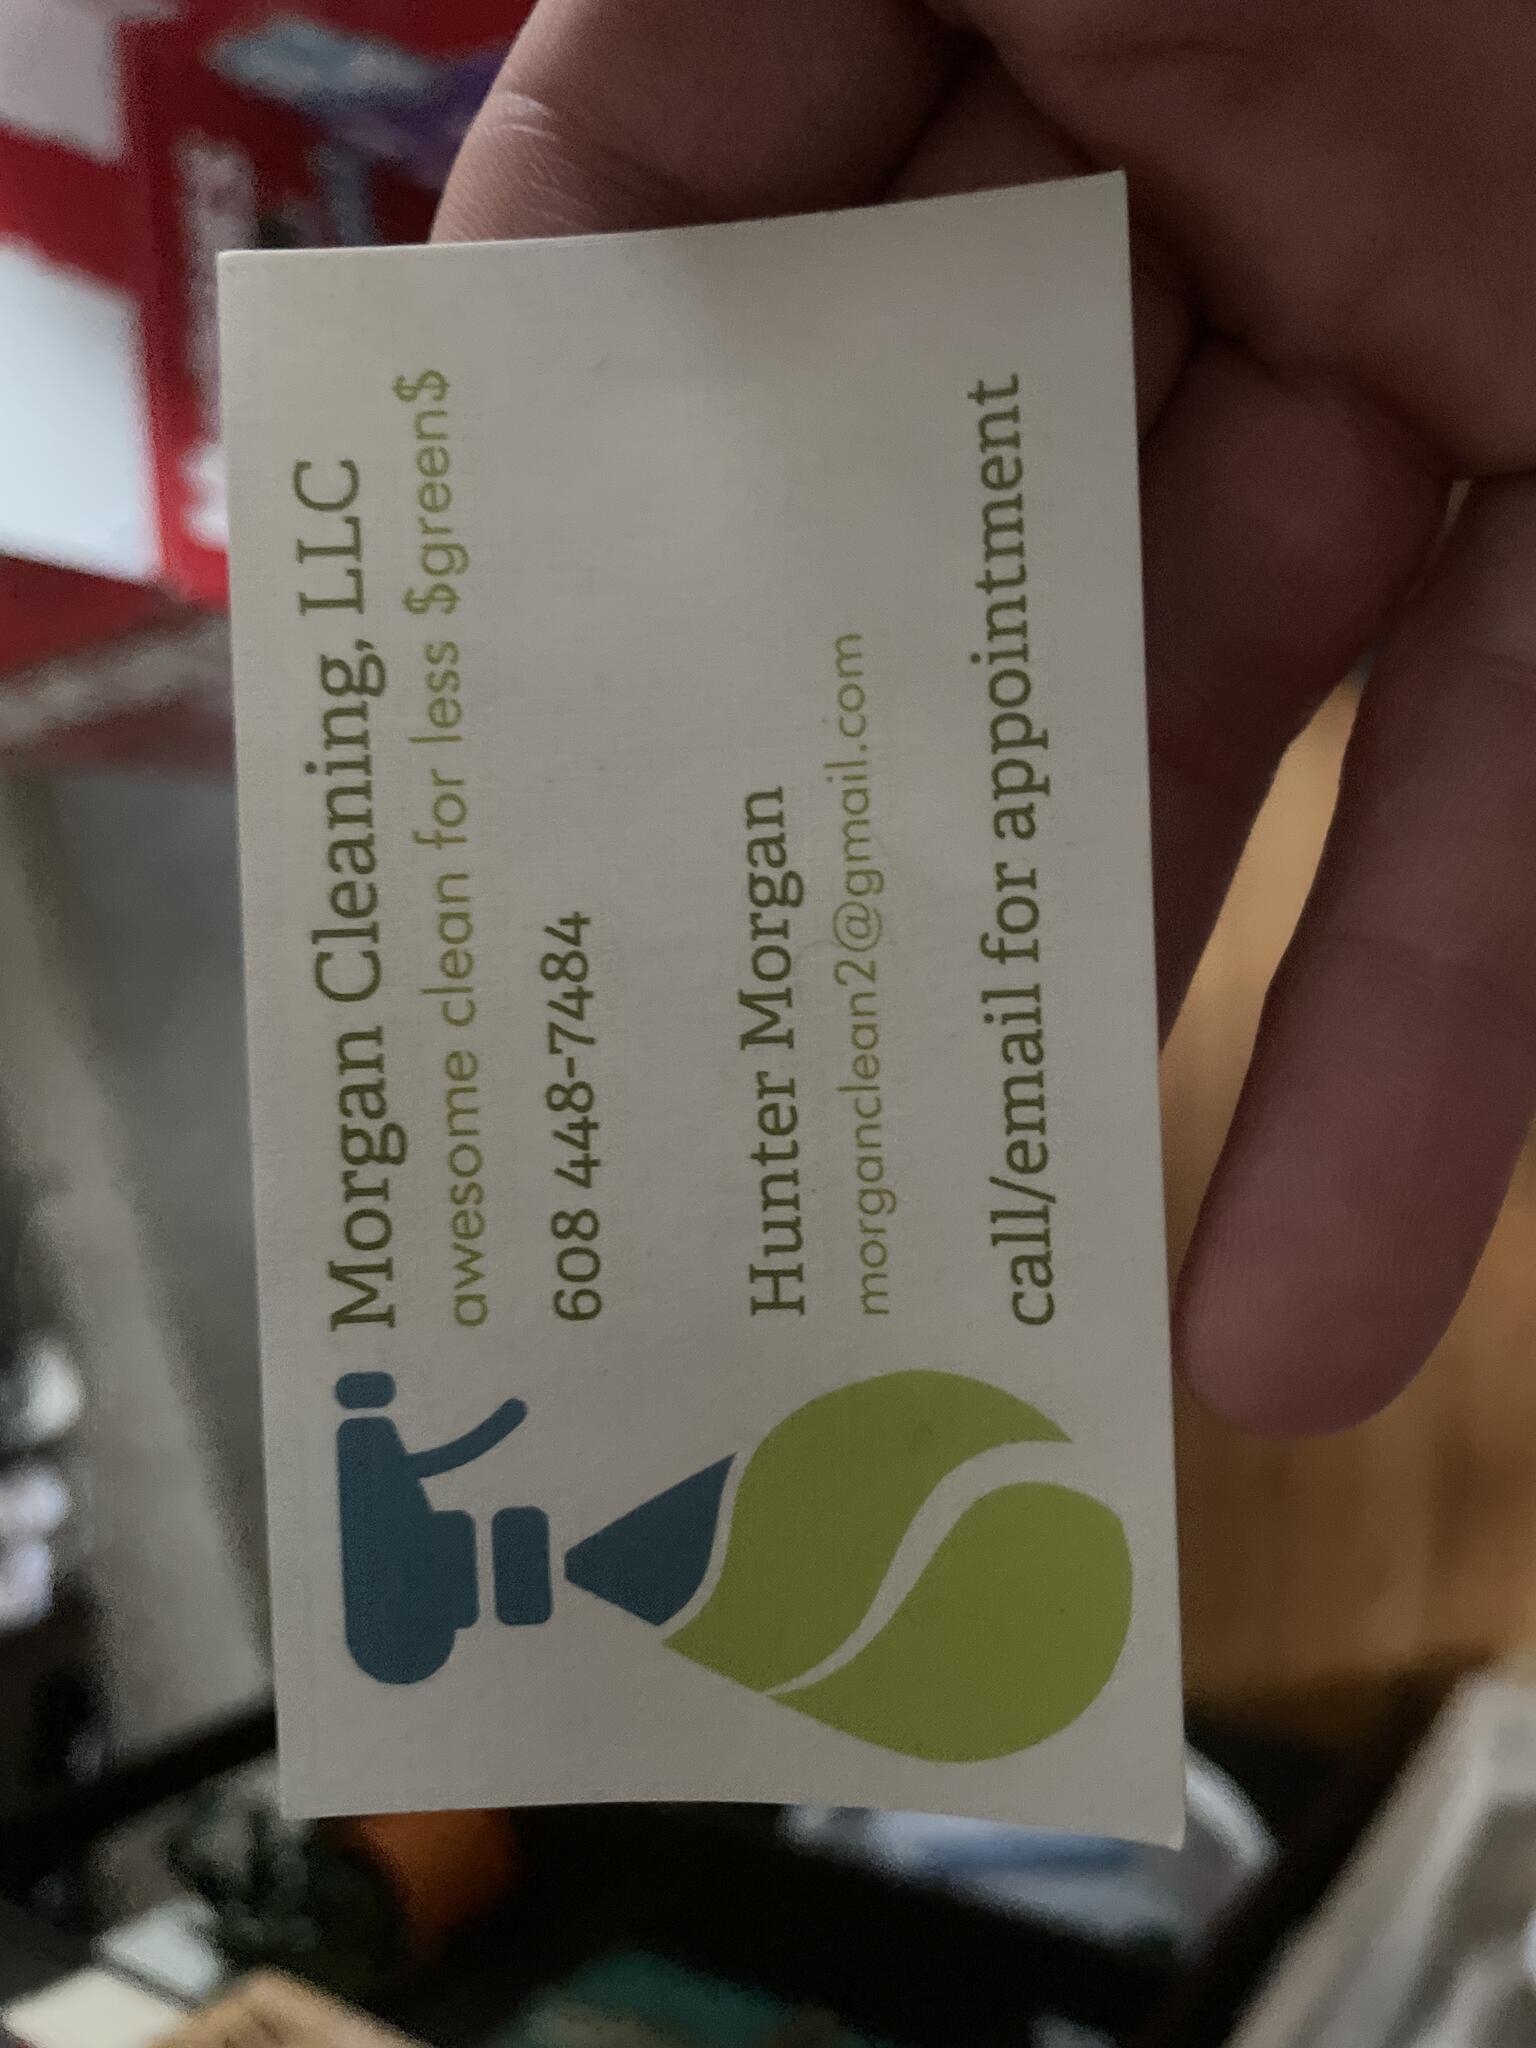 Morgan Cleaning, LLC
awesome clean for less $green$
608 448-7484
Hunter Morgan
morganclean2@gmail.com
call/email for appointment